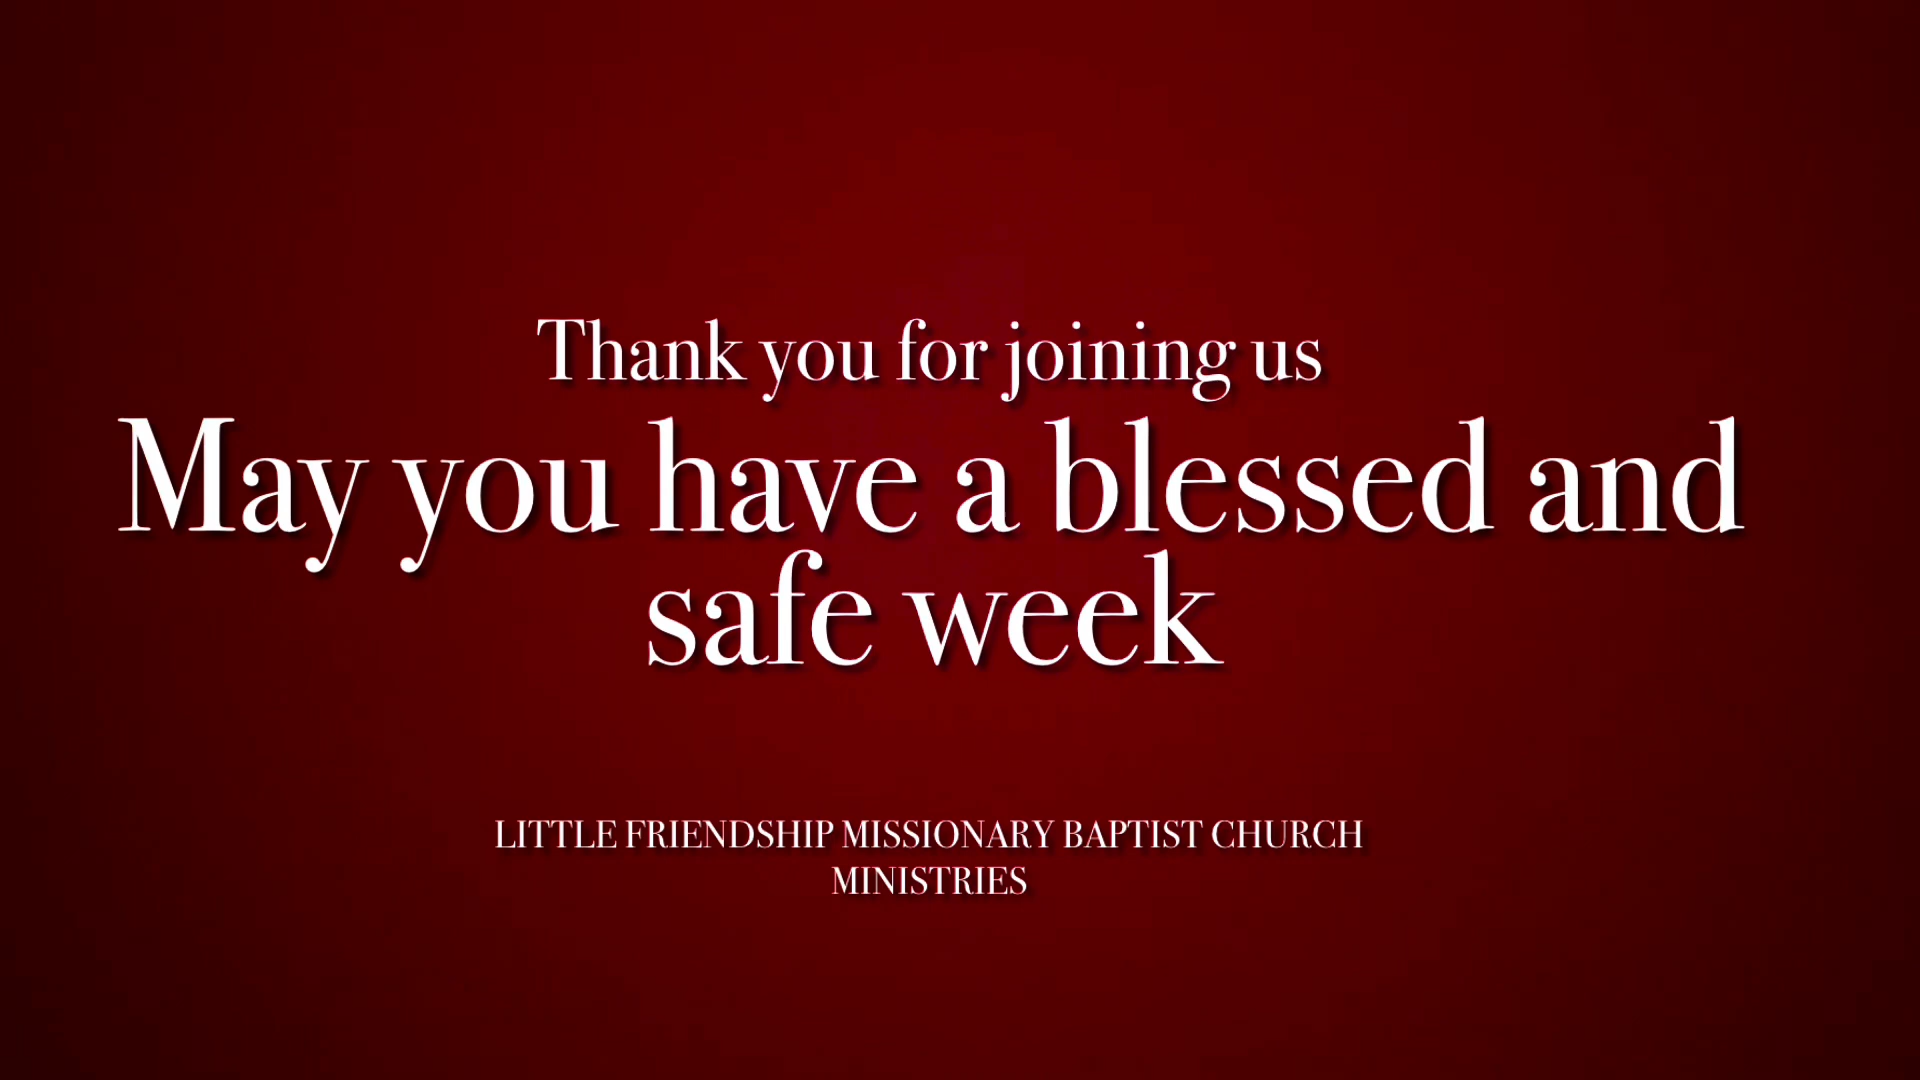 Thank you for joining us
May you have a blessed and
safe week
LITTLE FRIENDSHIP MISSIONARY BAPTIST CHURCH
MINISTRIES